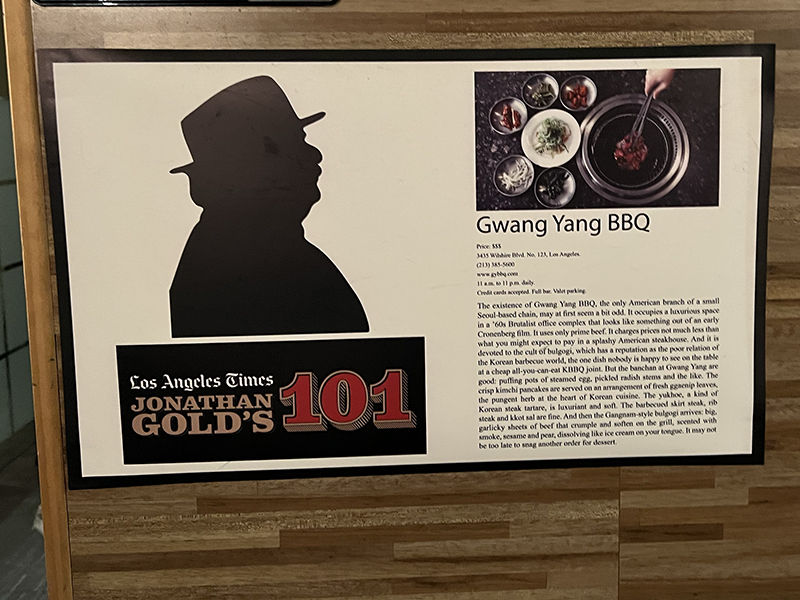 Los Angeles Times
JONATHAN
GOLD'S
101
Gwang Yang BBQ
Price: $$$
3435 Wilshire Blvd. No. 123, Los Angeles.
(213) 385-5600
www.gybbq.com
11 a.m. to 11 p.m. daily.
Credit cards accepted. Full bar. Valet parking.
The existence of Gwang Yang BBQ, the only American branch of a small
Seoul-based chain, may at first seem a bit odd. It occupies a luxurious space
in a '60s Brutalist office complex that looks like something out of an early
Cronenberg film. It uses only prime beef. It charges prices not much less than
what you might expect to pay in a splashy American steakhouse. And it is
devoted to the cult of bulgogi, which has a reputation as the poor relation of
the Korean barbecue world, the one dish nobody is happy to see on the table
at a cheap all-you-can-eat KBBQ joint. But the banchan at Gwang Yang are
good: puffing pots of steamed egg, pickled radish stems and the like. The
crisp kimchi pancakes are served on an arrangement of fresh ggaenip leaves,
the pungent herb at the heart of Korean cuisine. The yukhoe, a kind of
Korean steak tartare, is luxuriant and soft. The barbecued skirt steak, rib
steak and kkot sal are fine. And then the Gangnam-style bulgogi arrives: big,
garlicky sheets of beef that crumple and soften on the grill, scented with
smoke, sesame and pear, dissolving like ice cream on your tongue. It may not
be too late to snag another order for dessert.